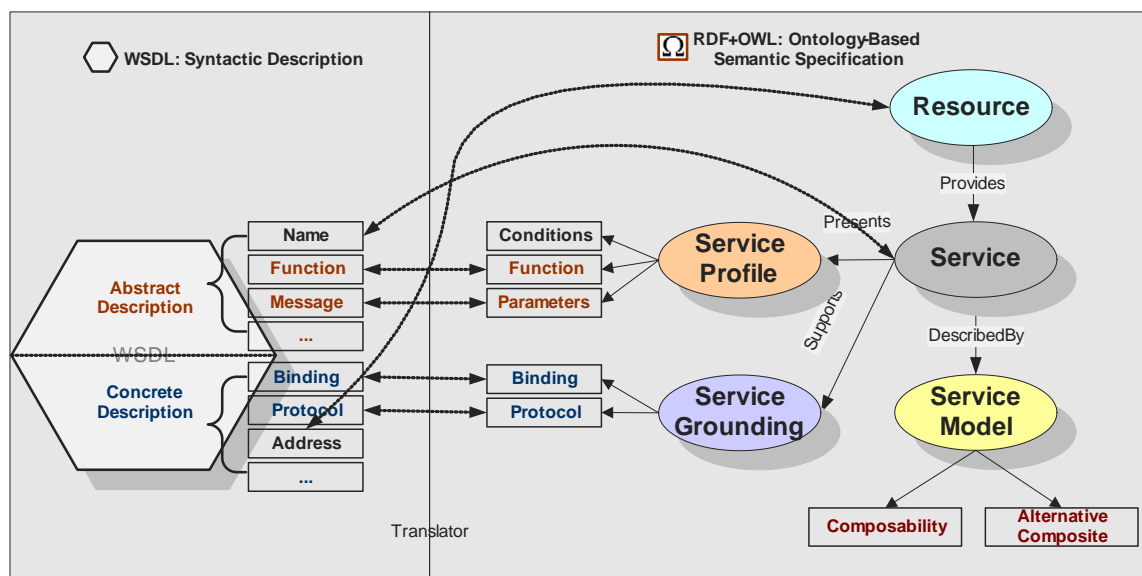 WSDL: Syntactic Description
Ω
RDF+OWL: Ontology-Based
Semantic Specification
Resource
Provides
Name
Function
Message
...
Abstract
Description
WSDL
Concrete
Description
Binding
Protocol
Address
...
Conditions
Function
Parameters
Binding
Protocol
Service
Profile
Presents
Service
Supports
DescribedBy
Service
Grounding
Service
Model
Composability
Alternative
Composite
Translator